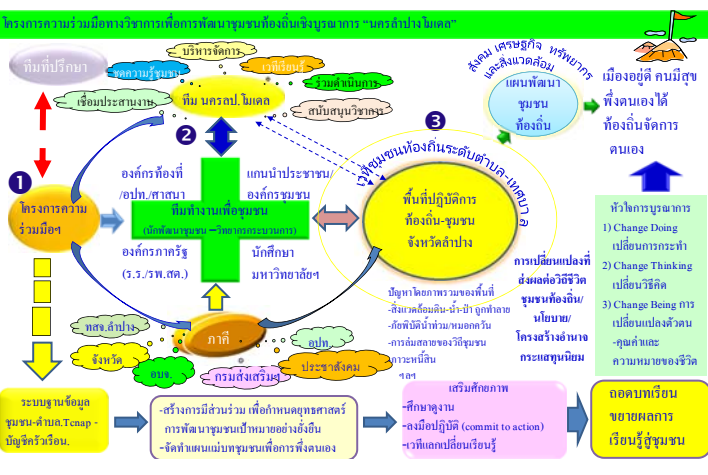 โครงการความร่วมมือทางวิชาการเพื่อการพัฒนาชุมชนท้องถิ่นเชิงบูรณาการ “นครลำปางโมเดล“
ทีมที่ปรึกษา
บริหารจัดการ
ชุดความรู้ชุมชน
เวทีเรียนรู้
ร่วมดำเนินการ
เชื่อมประสานงาน
ทีม นครลป.โมเดล
สนับสนุนวิชาการ
สังคม เศรษฐกิจ ทรัพยากร
และสิ่งแวดล้อม
แผนพัฒนา
ชุมชน
ท้องถิ่น
เมืองอยู่ดี คนมีสุข
พึ่งตนเองได้
ท้องถิ่นจัดการ
ตนเอง
1
2
3
โครงการความ
ร่วมมือฯ
องค์กรท้องที่
/อปท./ศาสนา
แกนนำประชาชน/
องค์กรชุมชน
ทีมทำงานเพื่อชุมชน
(นักพัฒนาชุมชน –วิทยากรกระบวนการ)
องค์กรภาครัฐ
(ร.ร./รพ.สต.)
นักศึกษา
มหาวิทยาลัยฯ
เวทีชุมชนท้องถิ่นระดับตำบล-เทศบาล
พื้นที่ปฏิบัติการ
ท้องถิ่น-ชุมชน
จังหวัดลำปาง
หัวใจการบูรณาการ
1) Change Doing
เปลี่ยนการกระทำ
2) Change Thinking
เปลี่ยนวิธีคิด
3) Change Being การ
เปลี่ยนแปลงตัวตน
-คุณค่าและ
ความหมายของชีวิต
การเปลี่ยนแปลงที่
ส่งผลต่อวิถีชีวิต
ชุมชนท้องถิ่น/
นโยบาย/
โครงสร้างอำนาจ
กระแสทุนนิยม
ปัญหาโดยภาพรวมของพื้นที่
-สิ่งแวดล้อมดิน-น้ำ-ป่า ถูกทำลาย
-ภัยพิบัติน้ำท่วม/หมอกควัน
-การล่มสลายของวิถีชุมชน
-ภาวะหนี้สิน
ฯลฯ
ภาคี
ทสจ.ลำปาง
จังหวัด
อบจ.
กรมส่งเสริมฯ
ประชาสังคม
อปท.
ระบบฐานข้อมูล
ชุมชน-ตำบล.Tcnap -
บัญชีครัวเรือน.
-สร้างการมีส่วนร่วม เพื่อกำหนดยุทธศาสตร์
การพัฒนาชุมชนเป้าหมายอย่างยั่งยืน
-จัดทำแผนแม่บทชุมชนเพื่อการพึ่งตนเอง
เสริมศักยภาพ
-ศึกษาดูงาน
-ลงมือปฏิบัติ (commit to action)
-เวทีแลกเปลี่ยนเรียนรู้
ถอดบทเรียน
ขยายผลการ
เรียนรู้สู่ชุมชน